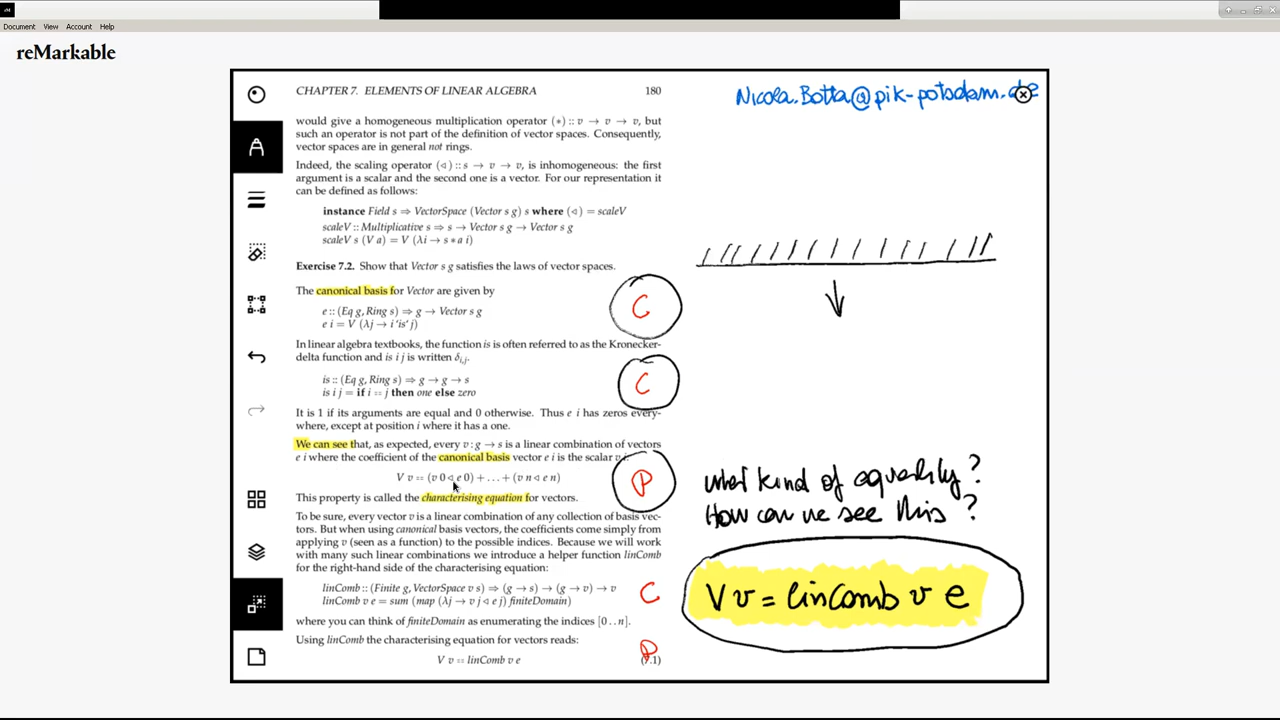 Document View Account Help
reMarkable
CHAPTER 7. ELEMENTS OF LINEAR ALGEBRA 180
Nicola.Botta@pik-potsdam.de
would give a homogeneous multiplication operator (∗) :: v → v → v, but
such an operator is not part of the definition of vector spaces. Consequently,
vector spaces are in general not rings.
Indeed, the scaling operator (◃) :: s → v → v, is inhomogeneous: the first
argument is a scalar and the second one is a vector. For our representation it
can be defined as follows:
instance Field s ⇒ VectorSpace (Vector s g) s where (◃) = scaleV
scaleV :: Multiplicative s ⇒ s → Vector s g → Vector s g
scaleV s (V a) = V (λi → s ∗ a i)
Exercise 7.2. Show that Vector s g satisfies the laws of vector spaces.
The canonical basis for Vector are given by
e :: (Eq g, Ring s) ⇒ g → Vector s g
e i = V (λj → i ‘is‘ j)
C
In linear algebra textbooks, the function is is often referred to as the Kronecker-
delta function and is i j is written δi,j.
is :: (Eq g, Ring s) ⇒ g → g → s
is i j = if i == j then one else zero
C
It is 1 if its arguments are equal and 0 otherwise. Thus e i has zeros every-
where, except at position i where it has a one.
We can see that, as expected, every v : g → s is a linear combination of vectors
e i where the coefficient of the canonical basis vector e i is the scalar
V v == (v 0 ◃ e 0) + . . . + (v n ◃ e n)
P
This property is called the characterising equation for vectors.
what kind of equality?
How can we see this?
To be sure, every vector v is a linear combination of any collection of basis vec-
tors. But when using canonical basis vectors, the coefficients come simply from
applying v (seen as a function) to the possible indices. Because we will work
with many such linear combinations we introduce a helper function linComb
for the right-hand side of the characterising equation:
linComb :: (Finite g, VectorSpace v s) ⇒ (g → s) → (g → v) → v
linComb v e = sum (map (λj → v j ◃ e j) finiteDomain)
C
V v = linComb v e
where you can think of finiteDomain as enumerating the indices [0 . . n].
Using linComb the characterising equation for vectors reads:
V v == linComb v e
P